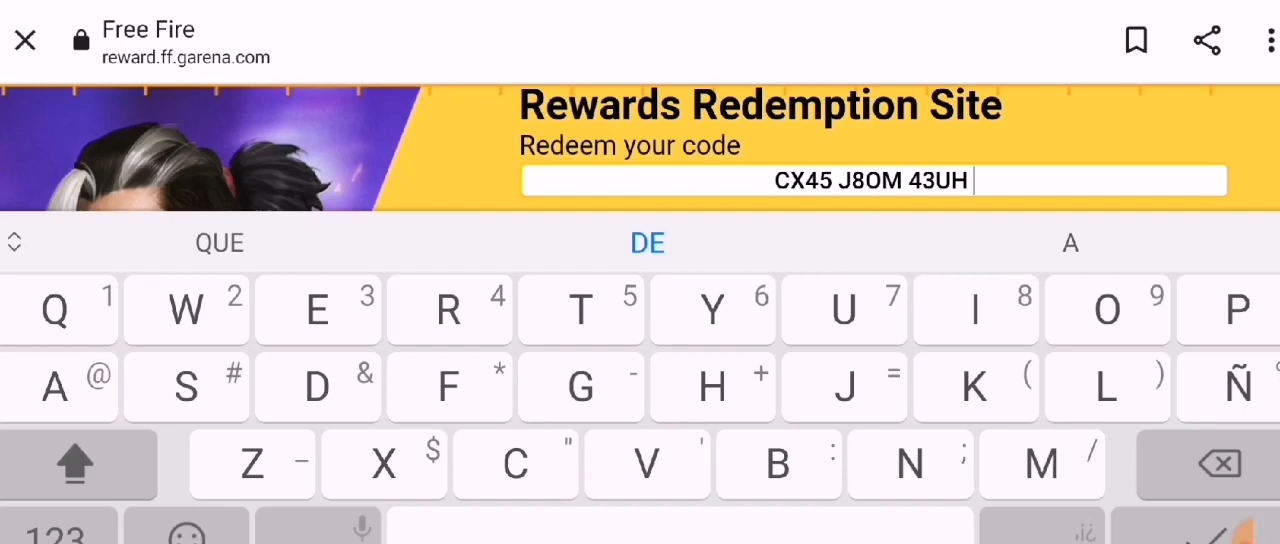 Free Fire
reward.ff.garena.com
Rewards Redemption Site
Redeem your code
CX45 J8OM 43UH
QUE DE A
Q 1 W 2 E 3 R 4 T 5 Y 6 U 7 I 8 O 9 P
A @ S # D & F * G - H + J = K ( L ) Ñ
Z _ X $ C " V ' B : N ; M /
123 ,¡¿